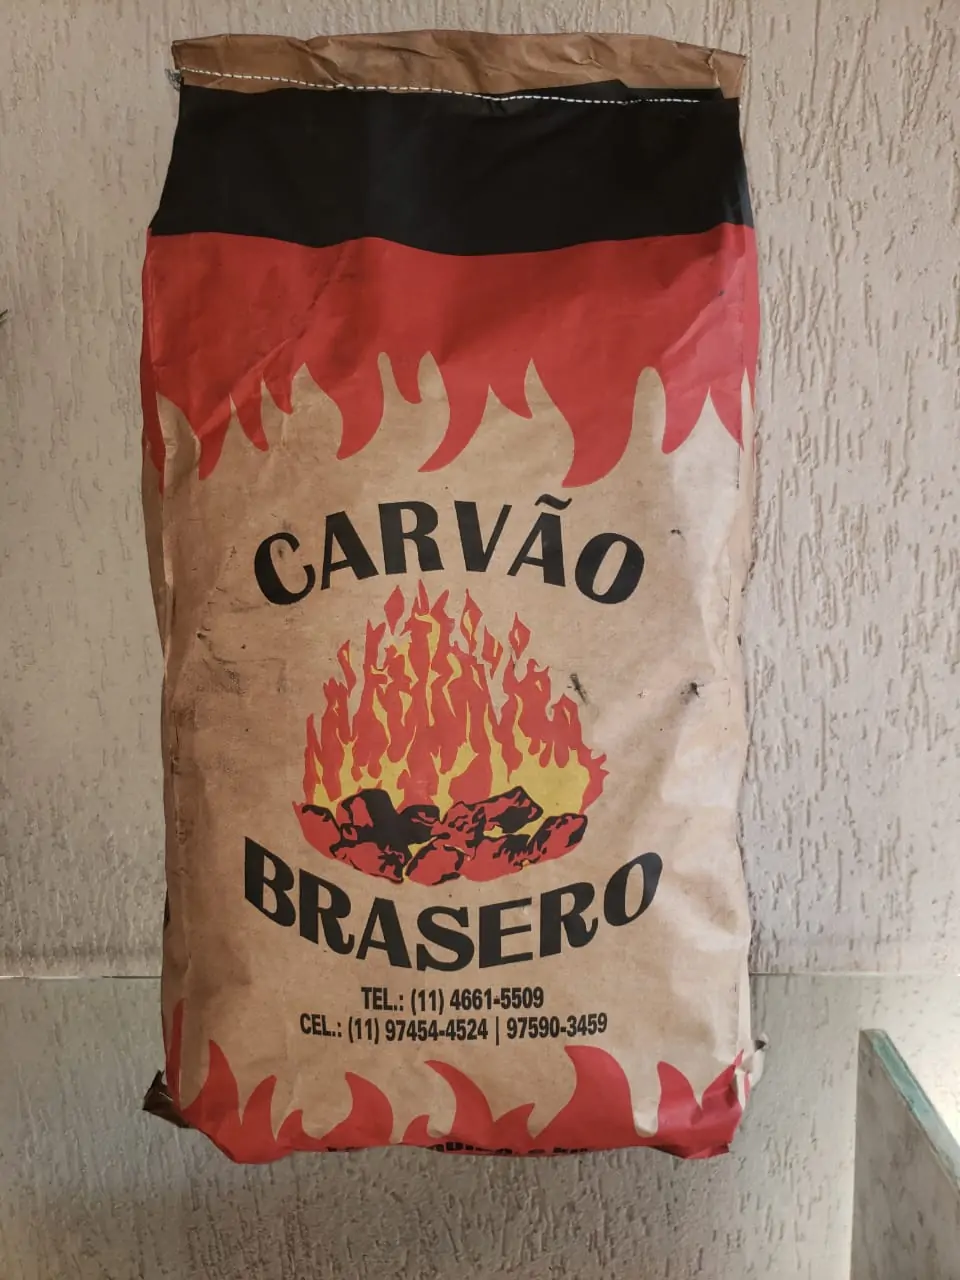 CARVÃO
BRASERO
TEL.: (11) 4661-5509
CEL.: (11) 97454-4524 | 97590-3459